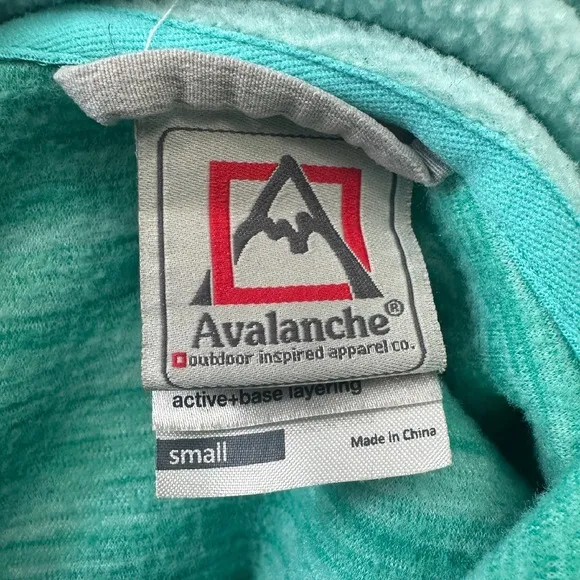 Avalanche®
outdoor inspired apparel co.
active+base layering
small
Made in China